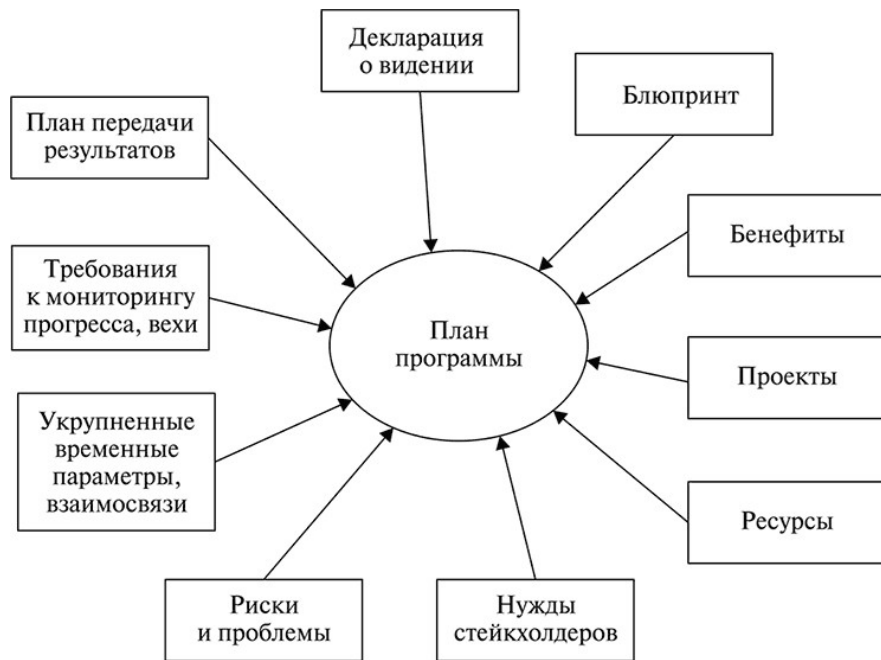 Декларация
о видении
Блюпринт
План передачи
результатов
Бенефиты
Требования
к мониторингу
прогресса, вехи
План
программы
Проекты
Укрупненные
временные
параметры,
взаимосвязи
Ресурсы
Риски
и проблемы
Нужды
стейкхолдеров